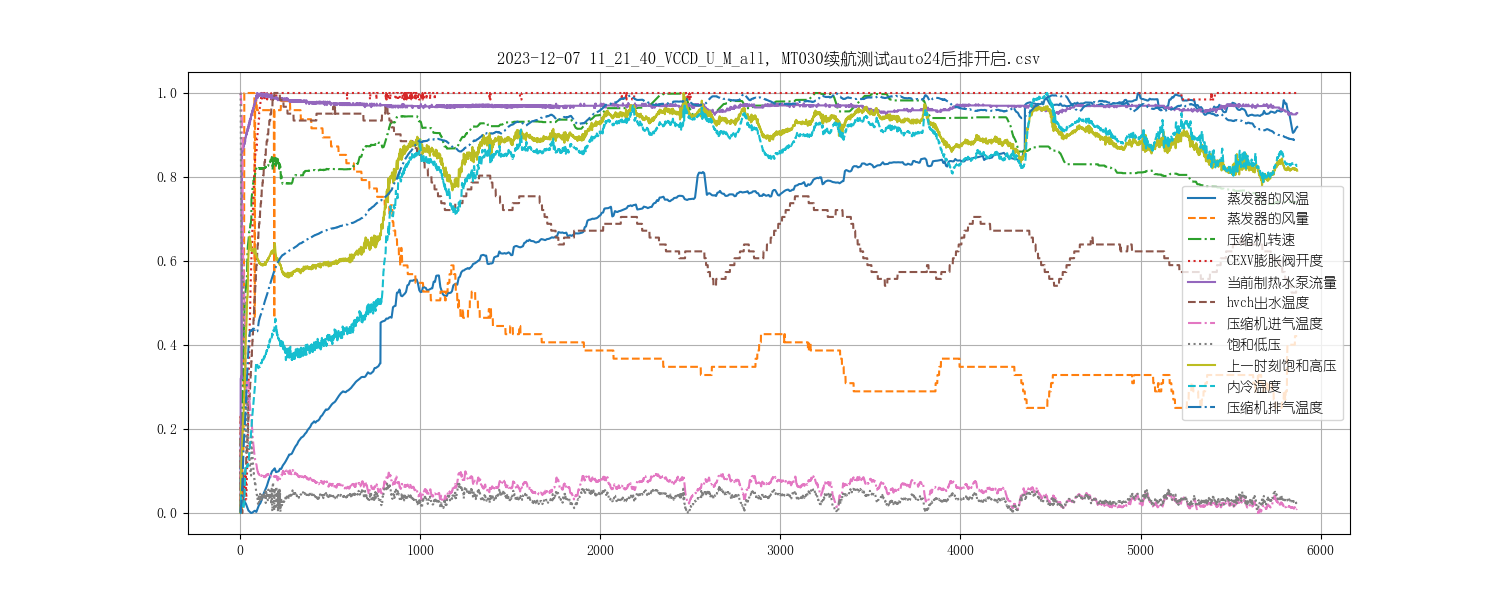 2023-12-07 11_21_40_VCCD_U_M_all, MT030续航测试auto24后排开启.csv
1.0
0.8
0.6
0.4
0.2
0.0
0
1000
2000
3000
4000
5000
6000
蒸发器的风温
蒸发器的风量
压缩机转速
CEXV膨胀阀开度
当前制热水泵流量
hvch出水温度
压缩机进气温度
饱和低压
上一时刻饱和高压
内冷温度
压缩机排气温度